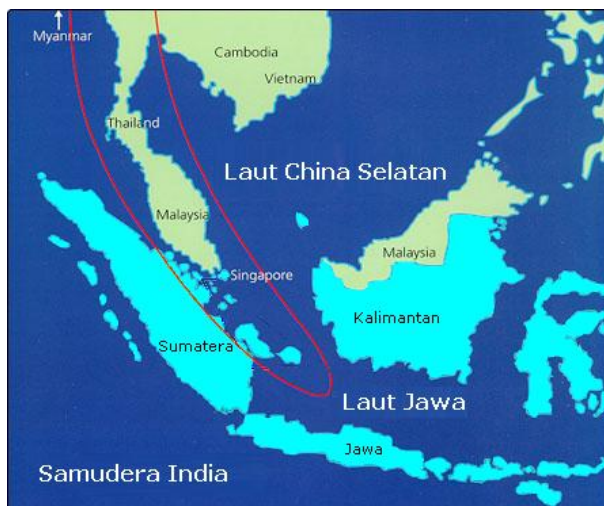 Myanmar
Cambodia
Vietnam
Thailand
Laut China Selatan
Malaysia
Malaysia
Singapore
Kalimantan
Sumatera
Laut Jawa
Jawa
Samudera India